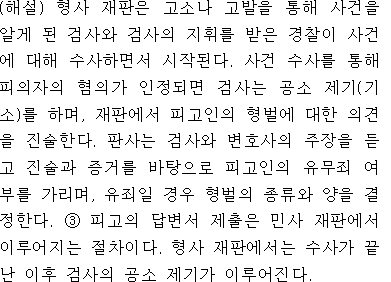 (해설) 형사 재판은 고소나 고발을 통해 사건을
알게 된 검사와 검사의 지휘를 받은 경찰이 사건
에 대해 수사하면서 시작된다. 사건 수사를 통해
피의자의 혐의가 인정되면 검사는 공소 제기(기
소)를 하며, 재판에서 피고인의 형벌에 대한 의견
을 진술한다. 판사는 검사와 변호사의 주장을 듣
고 진술과 증거를 바탕으로 피고인의 유무죄 여
부를 가리며, 유죄일 경우 형벌의 종류와 양을 결
정한다. ③ 피고의 답변서 제출은 민사 재판에서
이루어지는 절차이다. 형사 재판에서는 수사가 끝
난 이후 검사의 공소 제기가 이루어진다.